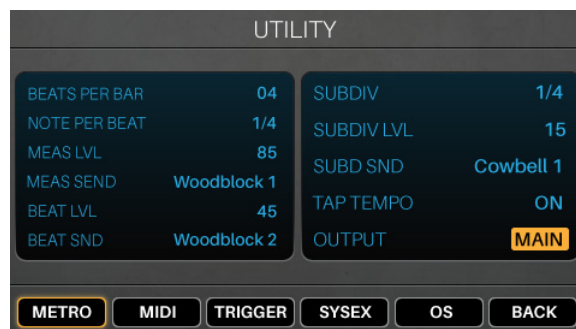 UTILITY
BEATS PER BAR 04
NOTE PER BEAT 1/4
MEAS LVL 85
MEAS SEND Woodblock 1
BEAT LVL 45
BEAT SND Woodblock 2
SUBDIV 1/4
SUBDIV LVL 15
SUBD SND Cowbell 1
TAP TEMPO ON
OUTPUT MAIN
METRO MIDI TRIGGER SYSEX OS BACK